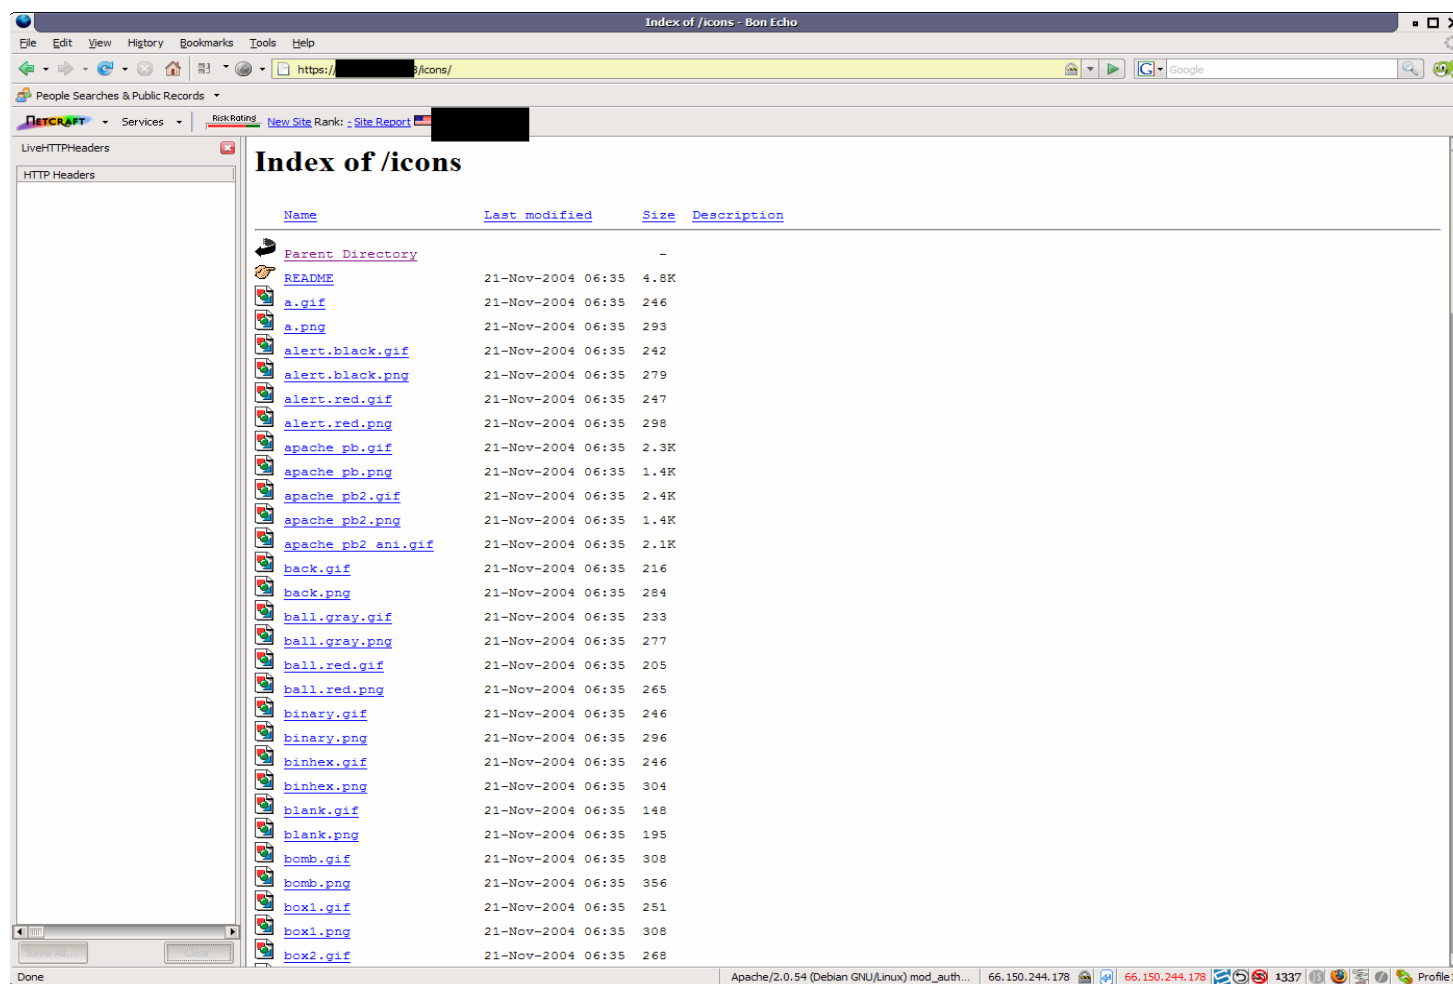 Index of /icons - Bon Echo
File Edit View History Bookmarks Tools Help
https:// /icons/ Google
People Searches & Public Records
NETCRAFT Services Risk Rating New Site Rank: - Site Report
LiveHTTPHeaders
HTTP Headers
Index of /icons
Name Last modified Size Description
Parent Directory -
README 21-Nov-2004 06:35 4.8K
a.gif 21-Nov-2004 06:35 246
a.png 21-Nov-2004 06:35 293
alert.black.gif 21-Nov-2004 06:35 242
alert.black.png 21-Nov-2004 06:35 279
alert.red.gif 21-Nov-2004 06:35 247
alert.red.png 21-Nov-2004 06:35 298
apache_pb.gif 21-Nov-2004 06:35 2.3K
apache_pb.png 21-Nov-2004 06:35 1.4K
apache_pb2.gif 21-Nov-2004 06:35 2.4K
apache_pb2.png 21-Nov-2004 06:35 1.4K
apache_pb2_ani.gif 21-Nov-2004 06:35 2.1K
back.gif 21-Nov-2004 06:35 216
back.png 21-Nov-2004 06:35 284
ball.gray.gif 21-Nov-2004 06:35 233
ball.gray.png 21-Nov-2004 06:35 277
ball.red.gif 21-Nov-2004 06:35 205
ball.red.png 21-Nov-2004 06:35 265
binary.gif 21-Nov-2004 06:35 246
binary.png 21-Nov-2004 06:35 296
binhex.gif 21-Nov-2004 06:35 246
binhex.png 21-Nov-2004 06:35 304
blank.gif 21-Nov-2004 06:35 148
blank.png 21-Nov-2004 06:35 195
bomb.gif 21-Nov-2004 06:35 308
bomb.png 21-Nov-2004 06:35 356
box1.gif 21-Nov-2004 06:35 251
box1.png 21-Nov-2004 06:35 308
box2.gif 21-Nov-2004 06:35 268
Save All... Clear
Done Apache/2.0.54 (Debian GNU/Linux) mod_auth... 66.150.244.178 66.150.244.178 1337 Profile: